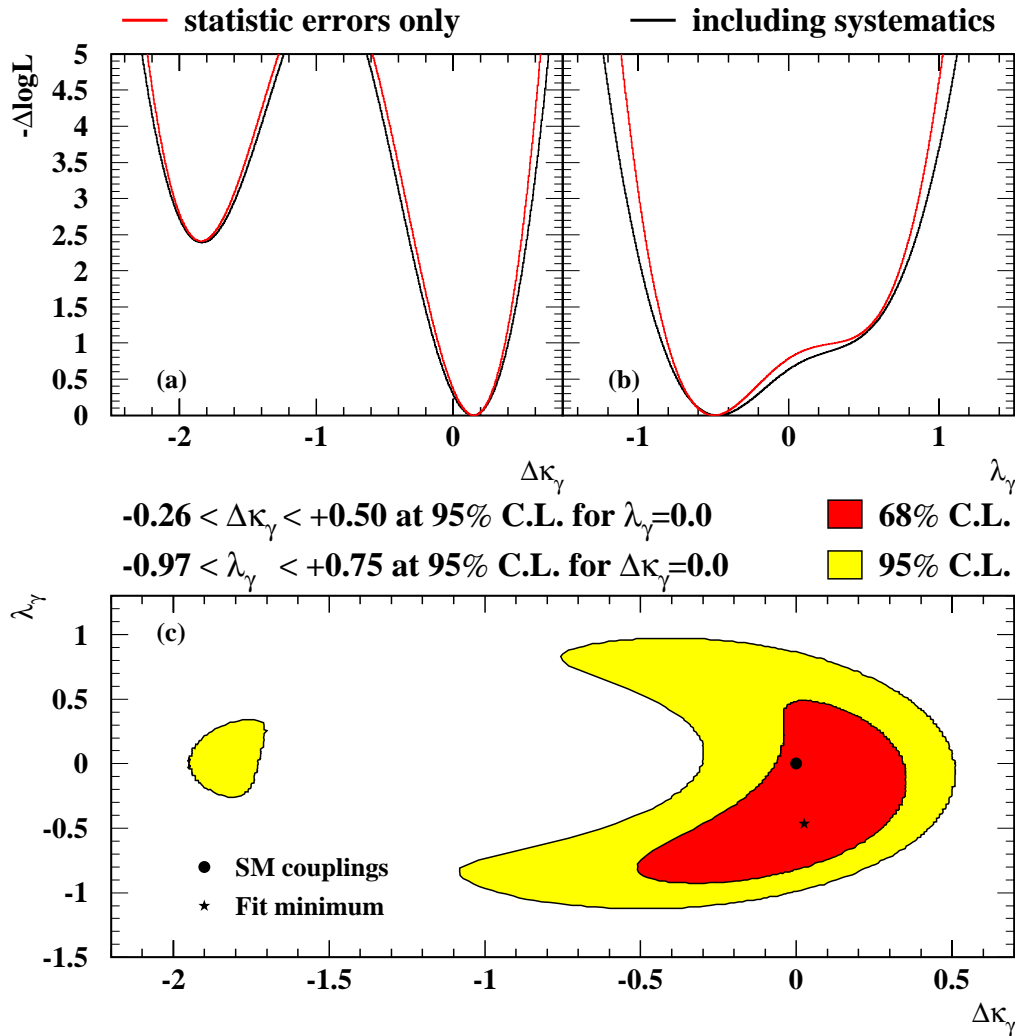 statistic errors only including systematics
-ΔlogL
5
4.5
4
3.5
3
2.5
2
1.5
1
0.5
0
(a) (b)
-2 -1 0 -1 0 1
Δκγ λγ
-0.26 < Δκγ < +0.50 at 95% C.L. for λγ=0.0 68% C.L.
-0.97 < λγ < +0.75 at 95% C.L. for Δκγ=0.0 95% C.L.
λγ
(c)
1
0.5
0
-0.5
-1
-1.5
SM couplings
Fit minimum
-2 -1.5 -1 -0.5 0 0.5
Δκγ